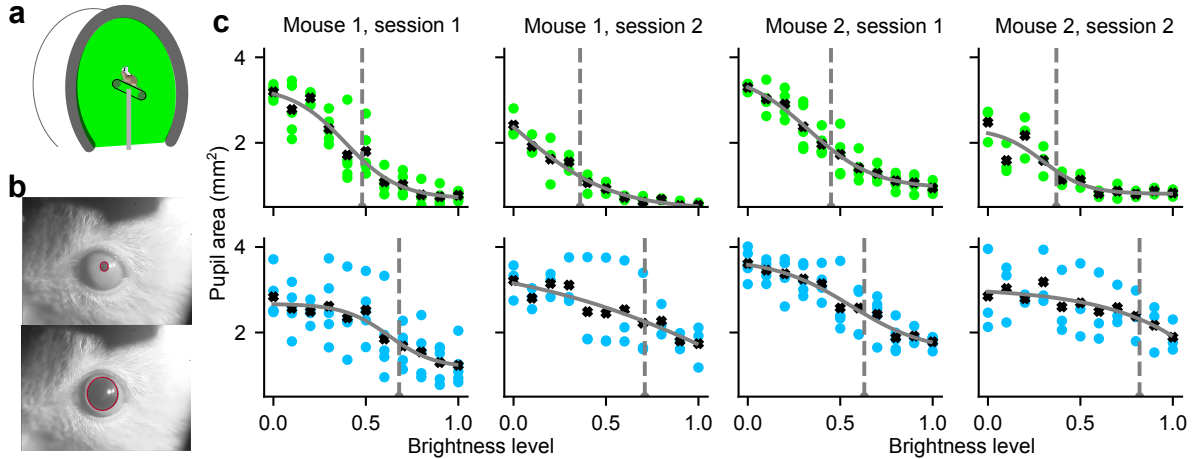 a
b
c
Mouse 1, session 1
Mouse 1, session 2
Mouse 2, session 1
Mouse 2, session 2
Pupil area (mm²)
4
2
4
2
0.0 0.5 1.0
0.0 0.5 1.0
0.0 0.5 1.0
0.0 0.5 1.0
Brightness level
Brightness level